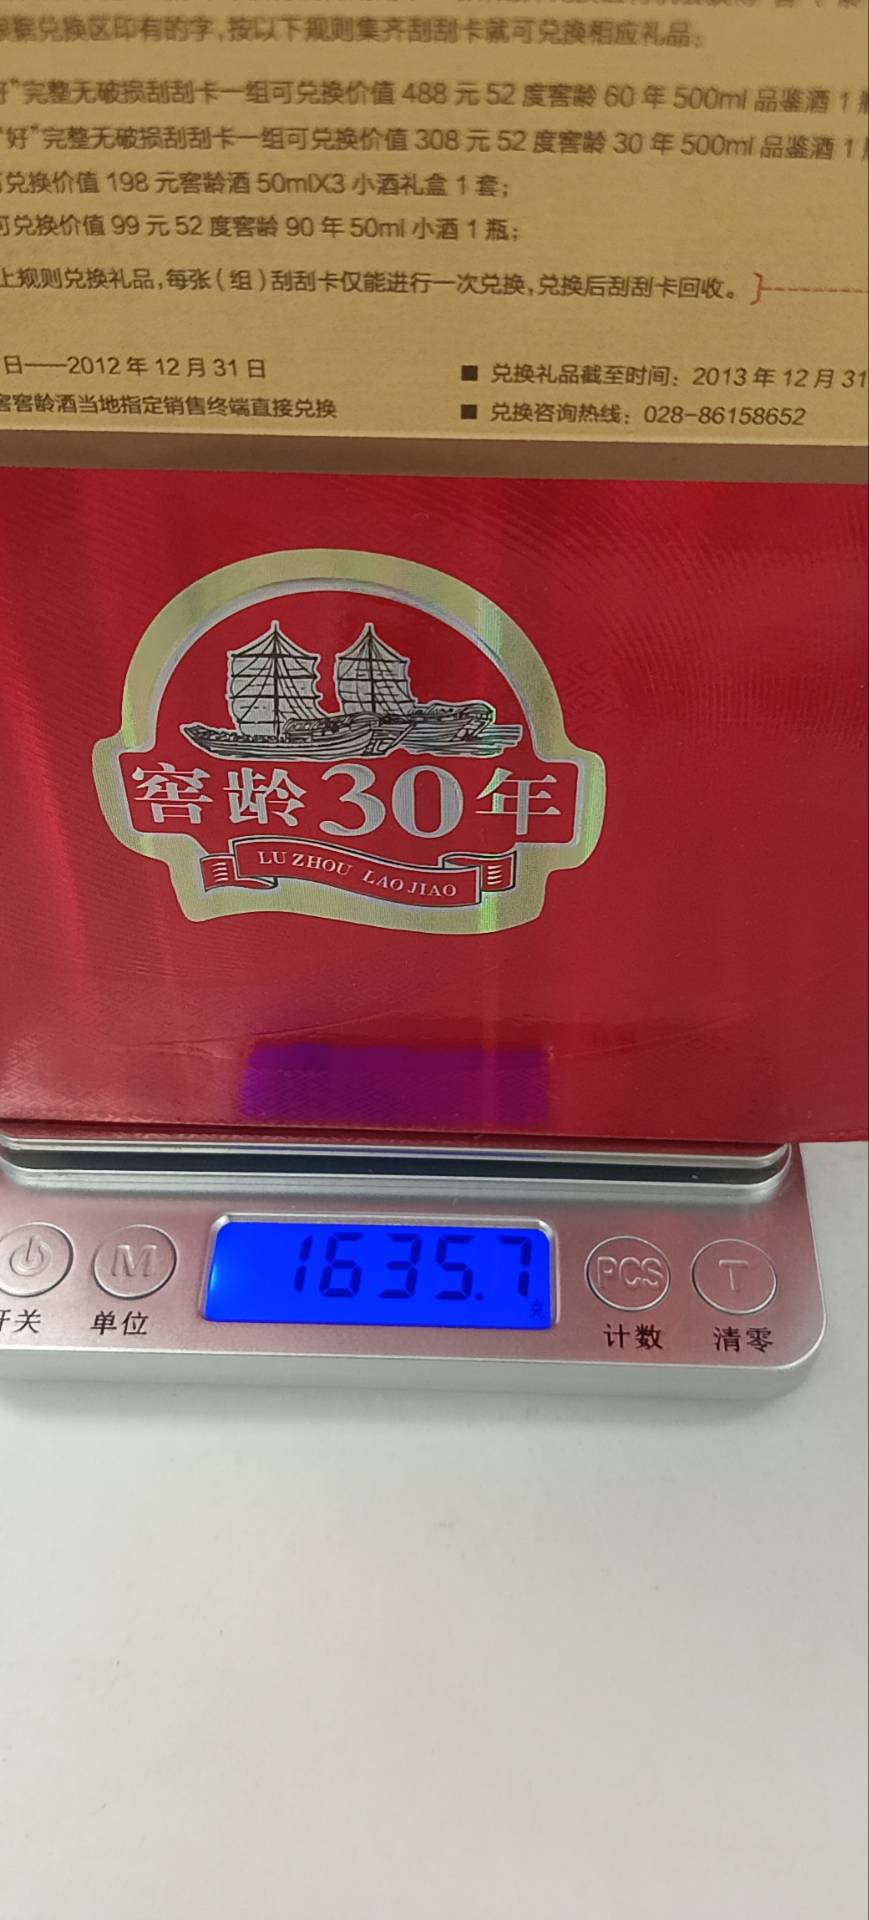 根据兑换区印有的字，按以下规则集齐刮刮卡就可兑换相应礼品：
好”完整无破损刮刮卡一组可兑换价值 488 元 52 度窖龄 60 年 500ml 品鉴酒 1 瓶
“好”完整无破损刮刮卡一组可兑换价值 308 元 52 度窖龄 30 年 500ml 品鉴酒 1
可兑换价值 198 元窖龄酒 50mlX3 小酒礼盒 1 套；
可兑换价值 99 元 52 度窖龄 90 年 50ml 小酒 1 瓶；
上规则兑换礼品，每张（组）刮刮卡仅能进行一次兑换，兑换后刮刮卡回收。
日——2012 年 12 月 31 日
■ 兑换礼品截至时间：2013 年 12 月 31
窖窖龄酒当地指定销售终端直接兑换
■ 兑换咨询热线：028-86158652
窖龄30年
LU ZHOU LAO JIAO
1635.7
克
M
PCS
T
开关
单位
计数
清零